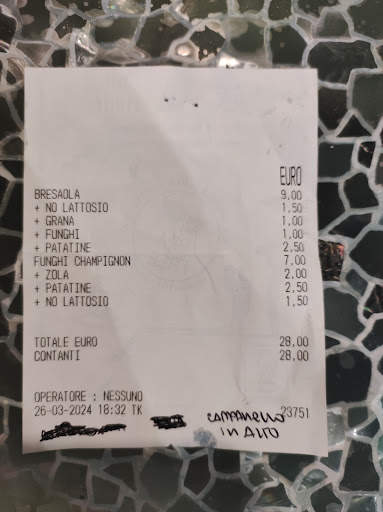 EURO
BRESAOLA 9,00
+ NO LATTOSIO 1,50
+ GRANA 1,00
+ FUNGHI 1,00
+ PATATINE 2,50
FUNGHI CHAMPIGNON 7,00
+ ZOLA 2,00
+ PATATINE 2,50
+ NO LATTOSIO 1,50
TOTALE EURO 28,00
CONTANTI 28,00
OPERATORE : NESSUNO
26-03-2024 18:32 TK 23751
CAMPANELLO
IN ALTO